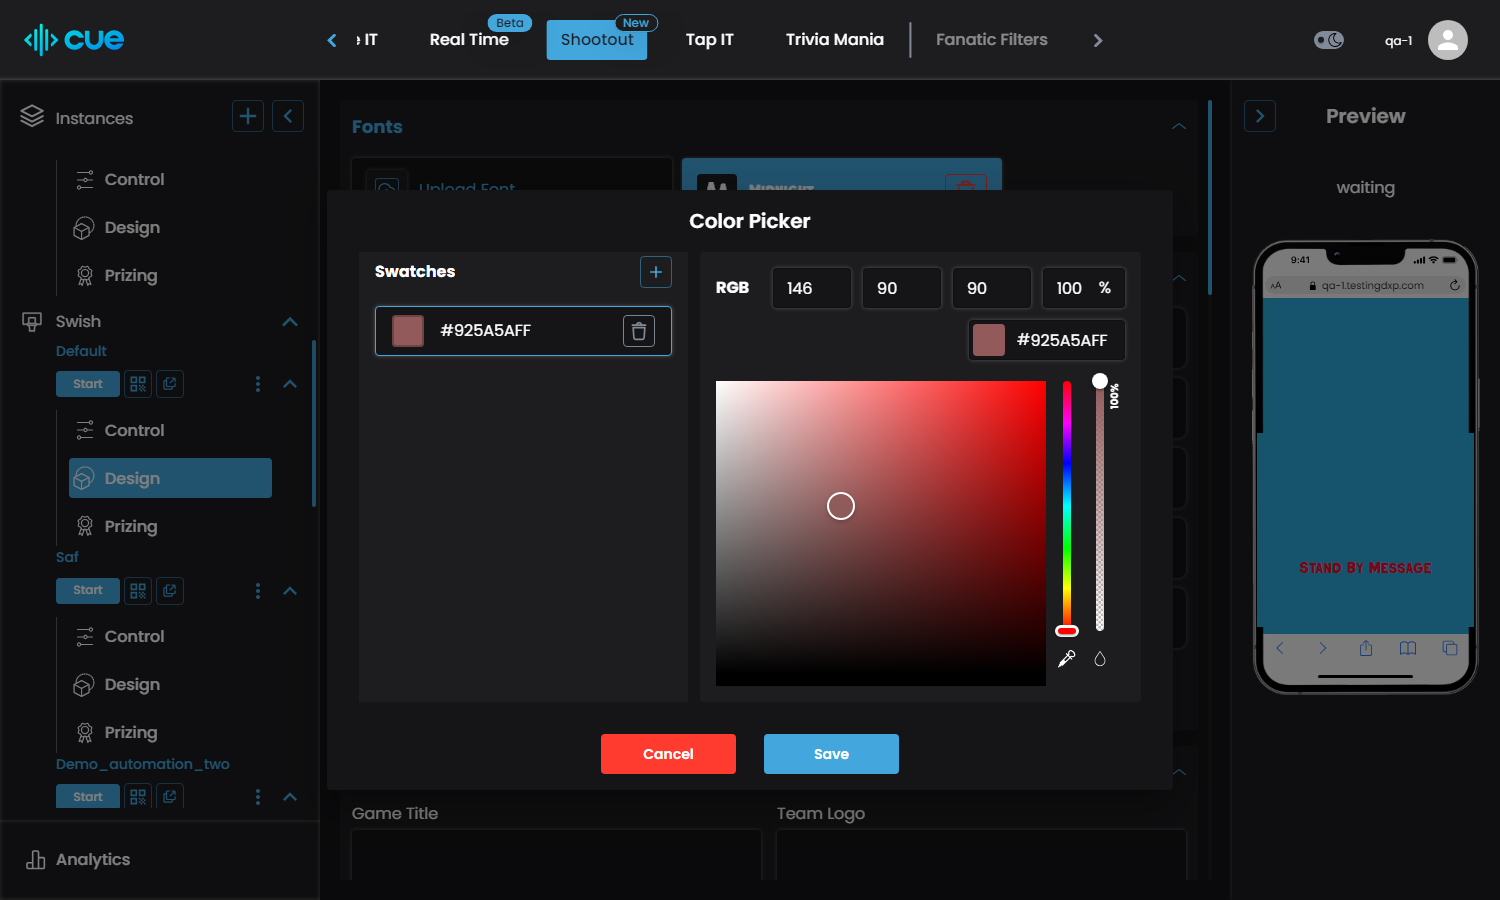 cue
e IT
Real Time
Beta
Shootout
New
Tap IT
Trivia Mania
Fanatic Filters
qa-1
Instances
Control
Design
Prizing
Swish
Default
Start
Control
Design
Prizing
Saf
Start
Control
Design
Prizing
Demo_automation_two
Start
Analytics
Fonts
Upload Font
Midnight
Color Picker
Swatches
#925A5AFF
RGB
146
90
90
100 %
#925A5AFF
100%
Cancel
Save
Game Title
Team Logo
Preview
waiting
9:41
AA
qa-1.testingdxp.com
Stand By Message